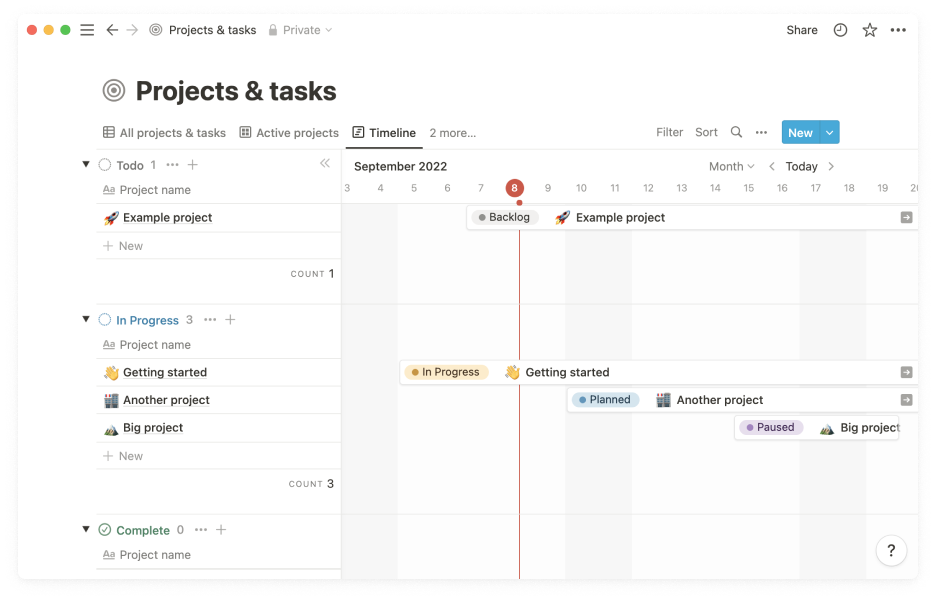 Projects & tasks Private Share
Projects & tasks
All projects & tasks Active projects Timeline 2 more... Filter Sort New
Todo 1 September 2022 Month Today
Aa Project name 3 4 5 6 7 8 9 10 11 12 13 14 15 16 17 18 19
Example project Backlog Example project
New
COUNT 1
In Progress 3
Aa Project name
Getting started In Progress Getting started
Another project Planned Another project
Big project Paused Big project
New
COUNT 3
Complete 0
Aa Project name
?